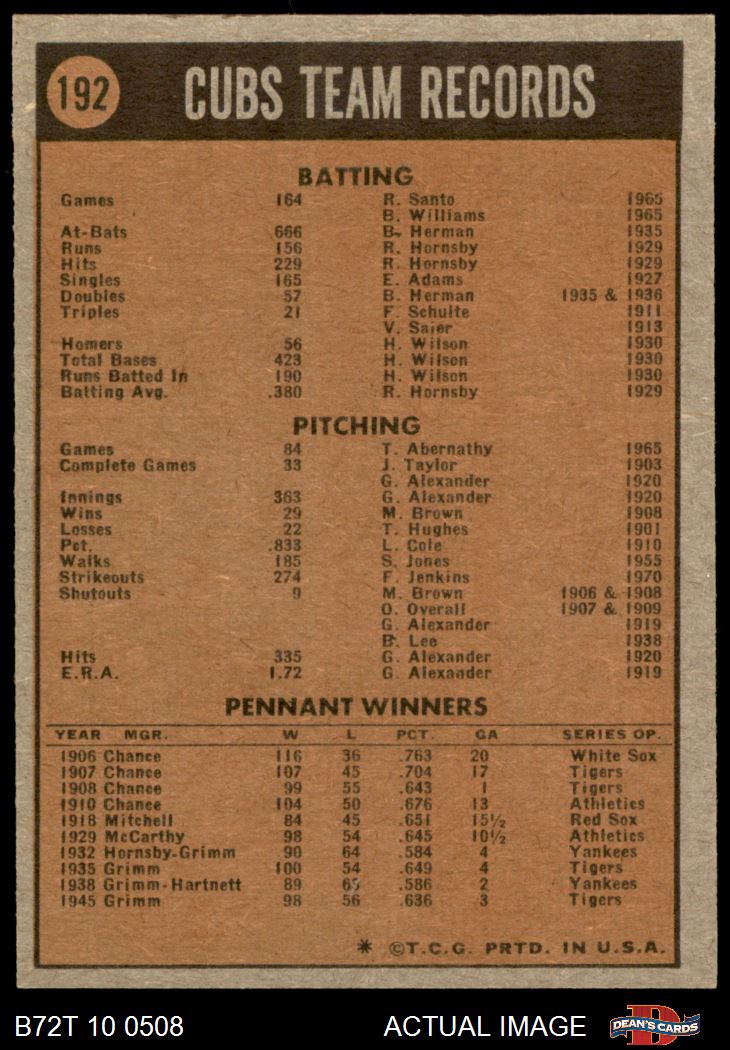 192 CUBS TEAM RECORDS
BATTING
Games 164 R. Santo 1965
B. Williams 1965
At-Bats 666 B. Herman 1935
Runs 156 R. Hornsby 1929
Hits 229 R. Hornsby 1929
Singles 165 E. Adams 1927
Doubles 57 B. Herman 1935 & 1936
Triples 21 F. Schulte 1911
V. Saier 1913
Homers 56 H. Wilson 1930
Total Bases 423 H. Wilson 1930
Runs Batted In 190 H. Wilson 1930
Batting Avg. .380 R. Hornsby 1929
PITCHING
Games 84 T. Abernathy 1965
Complete Games 33 J. Taylor 1903
G. Alexander 1920
Innings 363 G. Alexander 1920
Wins 29 M. Brown 1908
Losses 22 T. Hughes 1901
Pct. .833 L. Cole 1910
Walks 185 S. Jones 1955
Strikeouts 274 F. Jenkins 1970
Shutouts 9 M. Brown 1906 & 1908
O. Overall 1907 & 1909
G. Alexander 1919
B. Lee 1938
Hits 335 G. Alexander 1920
E.R.A. 1.72 G. Alexander 1919
PENNANT WINNERS
YEAR MGR. W L PCT. GA SERIES OP.
1906 Chance 116 36 .763 20 White Sox
1907 Chance 107 45 .704 17 Tigers
1908 Chance 99 55 .643 1 Tigers
1910 Chance 104 50 .676 13 Athletics
1918 Mitchell 84 45 .651 15½ Red Sox
1929 McCarthy 98 54 .645 10½ Athletics
1932 Hornsby-Grimm 90 64 .584 4 Yankees
1935 Grimm 100 54 .649 4 Tigers
1938 Grimm-Hartnett 89 63 .586 2 Yankees
1945 Grimm 98 56 .636 3 Tigers
* ©T.C.G. PRTD. IN U.S.A.
B72T 10 0508 ACTUAL IMAGE DEAN'S CARDS